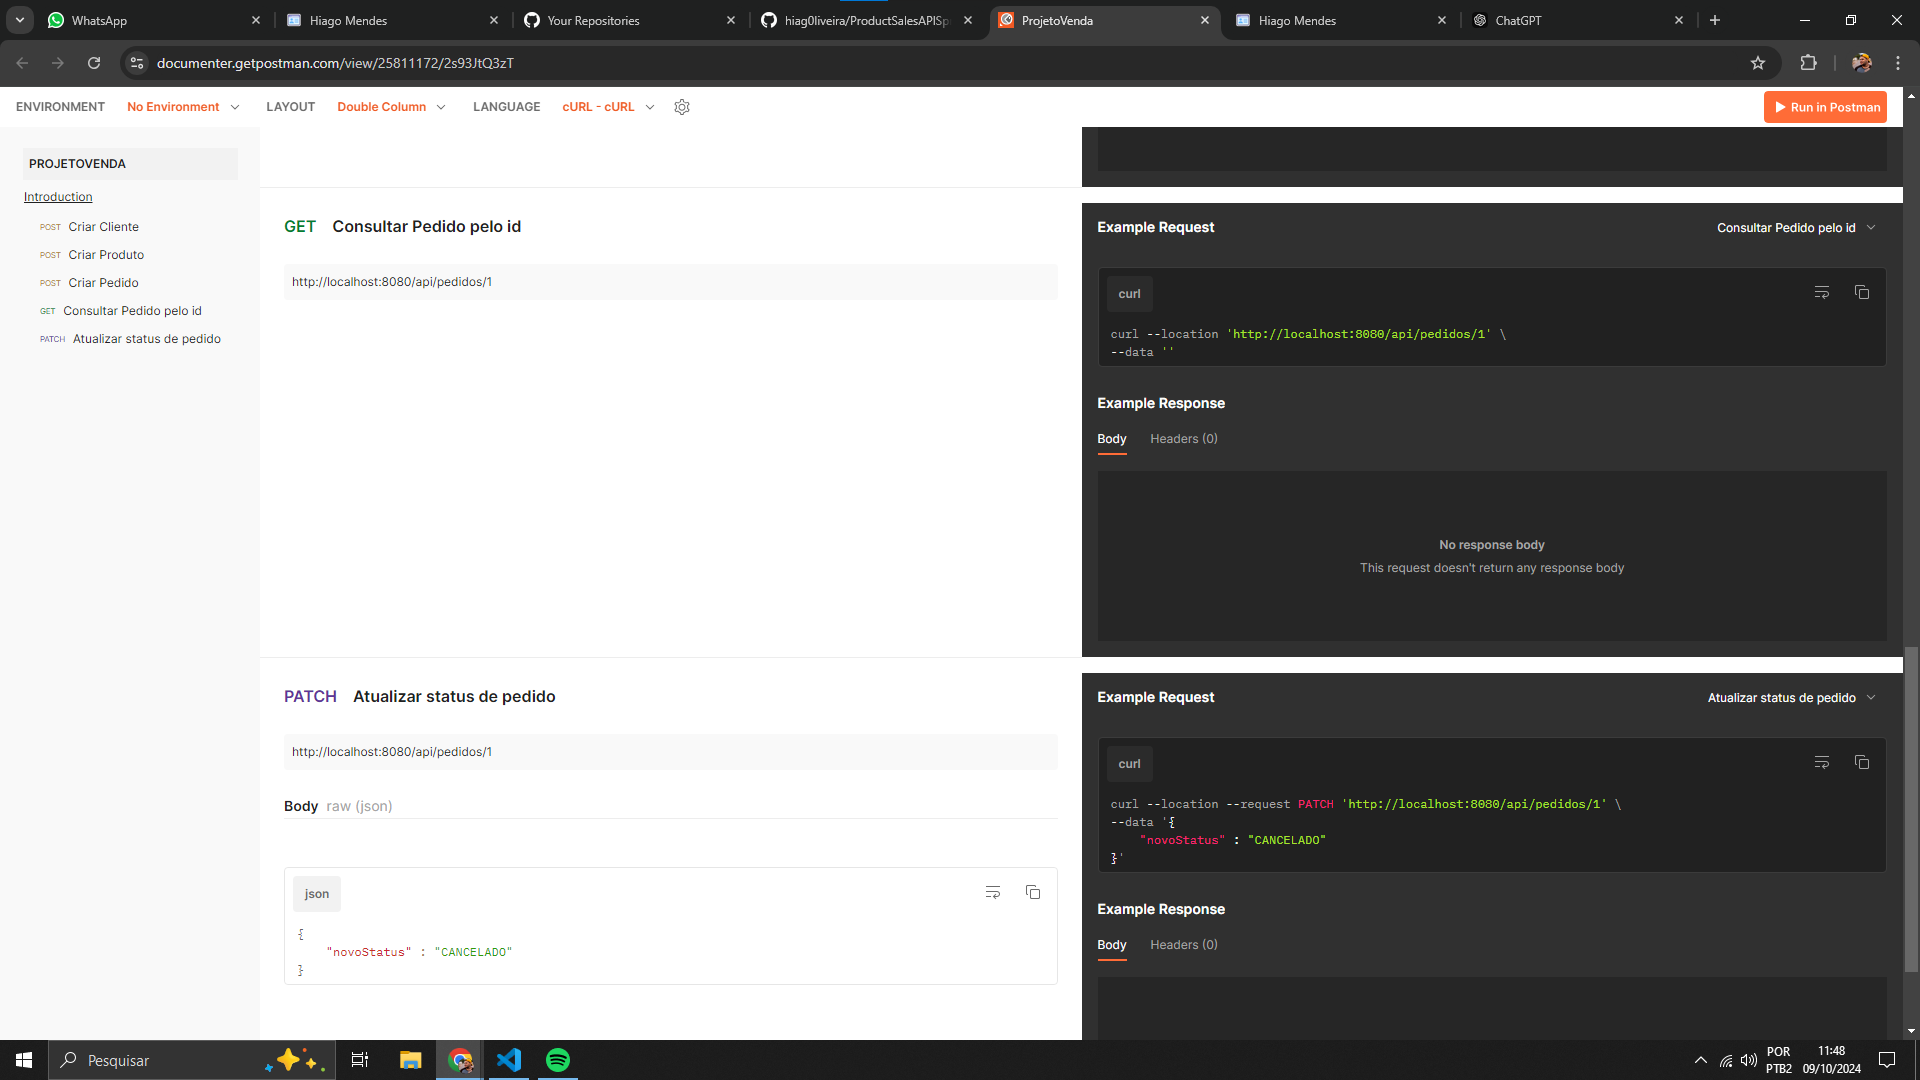 WhatsApp
Hiago Mendes
Your Repositories
hiag0liveira/ProductSalesAPISp
ProjetoVenda
Hiago Mendes
ChatGPT
documenter.getpostman.com/view/25811172/2s93JtQ3zT
ENVIRONMENT No Environment LAYOUT Double Column LANGUAGE cURL - cURL
Run in Postman
PROJETOVENDA
Introduction
POST Criar Cliente
POST Criar Produto
POST Criar Pedido
GET Consultar Pedido pelo id
PATCH Atualizar status de pedido
GET Consultar Pedido pelo id
http://localhost:8080/api/pedidos/1
Example Request
Consultar Pedido pelo id
curl
curl --location 'http://localhost:8080/api/pedidos/1' \
--data ''
Example Response
Body Headers (0)
No response body
This request doesn't return any response body
PATCH Atualizar status de pedido
http://localhost:8080/api/pedidos/1
Body raw (json)
json
{
"novoStatus" : "CANCELADO"
}
Example Request
Atualizar status de pedido
curl
curl --location --request PATCH 'http://localhost:8080/api/pedidos/1' \
--data '{
"novoStatus" : "CANCELADO"
}'
Example Response
Body Headers (0)
Pesquisar
POR
PTB2
11:48
09/10/2024